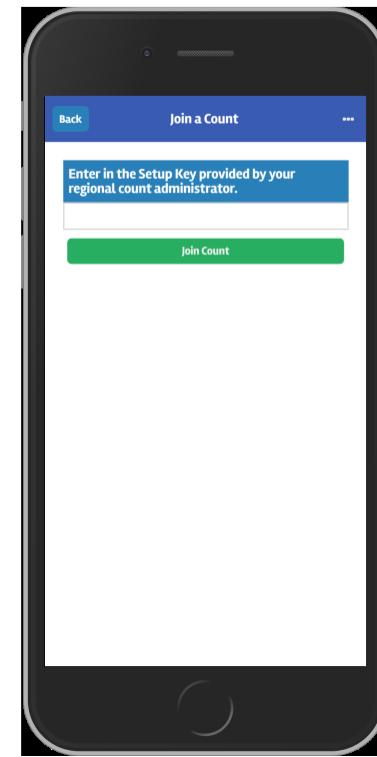 Back
Join a Count
Enter in the Setup Key provided by your
regional count administrator.
Join Count